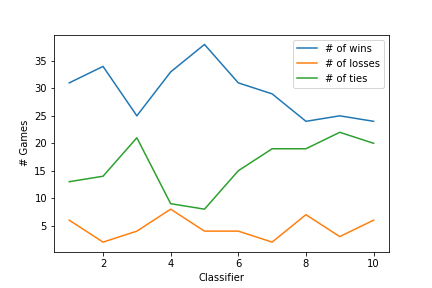 # of wins
# of losses
# of ties
35
30
25
20
15
10
5
# Games
2 4 6 8 10
Classifier